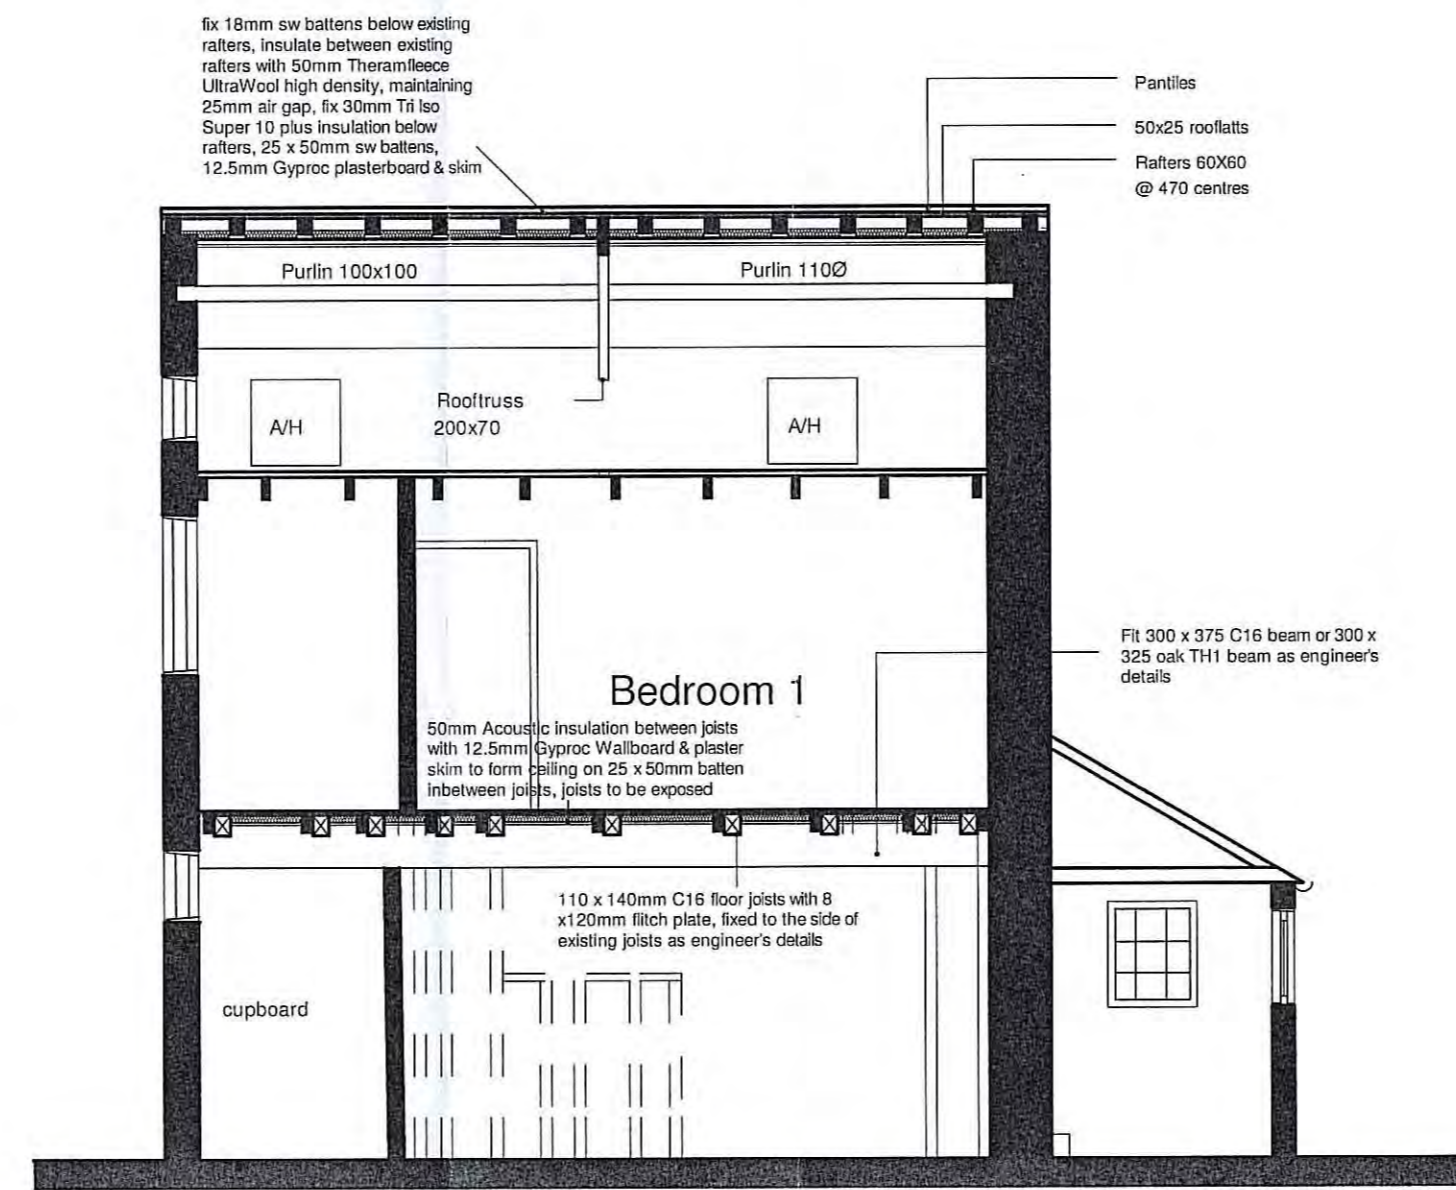 fix 18mm sw battens below existing
rafters, insulate between existing
rafters with 50mm Theramfleece
UltraWool high density, maintaining
25mm air gap, fix 30mm Tri Iso
Super 10 plus insulation below
rafters, 25 x 50mm sw battens,
12.5mm Gyproc plasterboard & skim
Pantiles
50x25 rooflatts
Rafters 60X60
@ 470 centres
Purlin 100x100
Purlin 110Ø
Rooftruss
200x70
A/H
A/H
Fit 300 x 375 C16 beam or 300 x
325 oak TH1 beam as engineer's
details
Bedroom 1
50mm Acoustic insulation between joists
with 12.5mm Gyproc Wallboard & plaster
skim to form ceiling on 25 x 50mm batten
inbetween joists, joists to be exposed
110 x 140mm C16 floor joists with 8
x120mm flitch plate, fixed to the side of
existing joists as engineer's details
cupboard